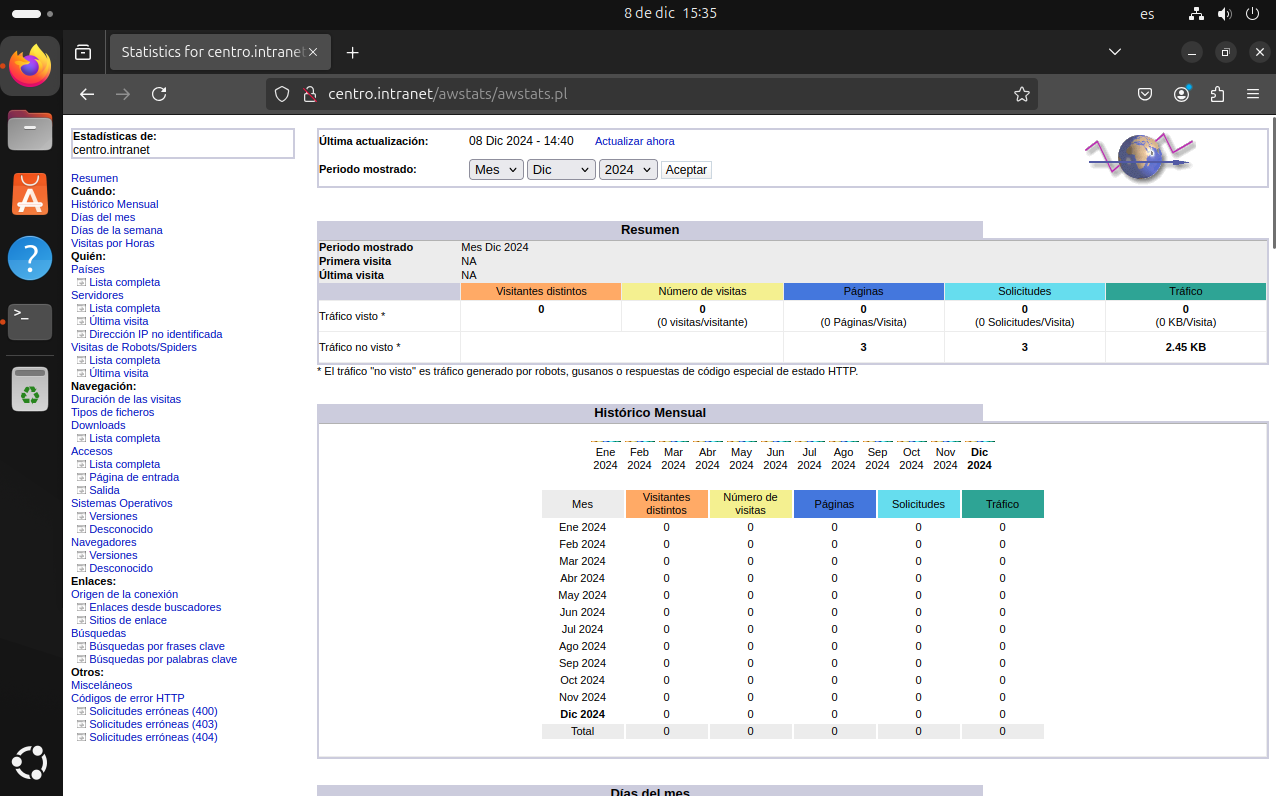 8 de dic 15:35
es
Statistics for centro.intranet
centro.intranet/awstats/awstats.pl
Estadísticas de:
centro.intranet
Resumen
Cuándo:
Histórico Mensual
Días del mes
Días de la semana
Visitas por Horas
Quién:
Países
Lista completa
Servidores
Lista completa
Última visita
Dirección IP no identificada
Visitas de Robots/Spiders
Lista completa
Última visita
Navegación:
Duración de las visitas
Tipos de ficheros
Downloads
Lista completa
Accesos
Lista completa
Página de entrada
Salida
Sistemas Operativos
Versiones
Desconocido
Navegadores
Versiones
Desconocido
Enlaces:
Origen de la conexión
Enlaces desde buscadores
Sitios de enlace
Búsquedas
Búsquedas por frases clave
Búsquedas por palabras clave
Otros:
Misceláneos
Códigos de error HTTP
Solicitudes erróneas (400)
Solicitudes erróneas (403)
Solicitudes erróneas (404)
Última actualización: 08 Dic 2024 - 14:40 Actualizar ahora
Periodo mostrado: Mes Dic 2024 Aceptar
Resumen
Periodo mostrado Mes Dic 2024
Primera visita NA
Última visita NA
Visitantes distintos Número de visitas Páginas Solicitudes Tráfico
Tráfico visto * 0 0 0 0 0
(0 visitas/visitante) (0 Páginas/Visita) (0 Solicitudes/Visita) (0 KB/Visita)
Tráfico no visto * 3 3 2.45 KB
* El tráfico "no visto" es tráfico generado por robots, gusanos o respuestas de código especial de estado HTTP.
Histórico Mensual
Ene Feb Mar Abr May Jun Jul Ago Sep Oct Nov Dic
2024 2024 2024 2024 2024 2024 2024 2024 2024 2024 2024 2024
Mes Visitantes distintos Número de visitas Páginas Solicitudes Tráfico
Ene 2024 0 0 0 0 0
Feb 2024 0 0 0 0 0
Mar 2024 0 0 0 0 0
Abr 2024 0 0 0 0 0
May 2024 0 0 0 0 0
Jun 2024 0 0 0 0 0
Jul 2024 0 0 0 0 0
Ago 2024 0 0 0 0 0
Sep 2024 0 0 0 0 0
Oct 2024 0 0 0 0 0
Nov 2024 0 0 0 0 0
Dic 2024 0 0 0 0 0
Total 0 0 0 0 0
Días del mes